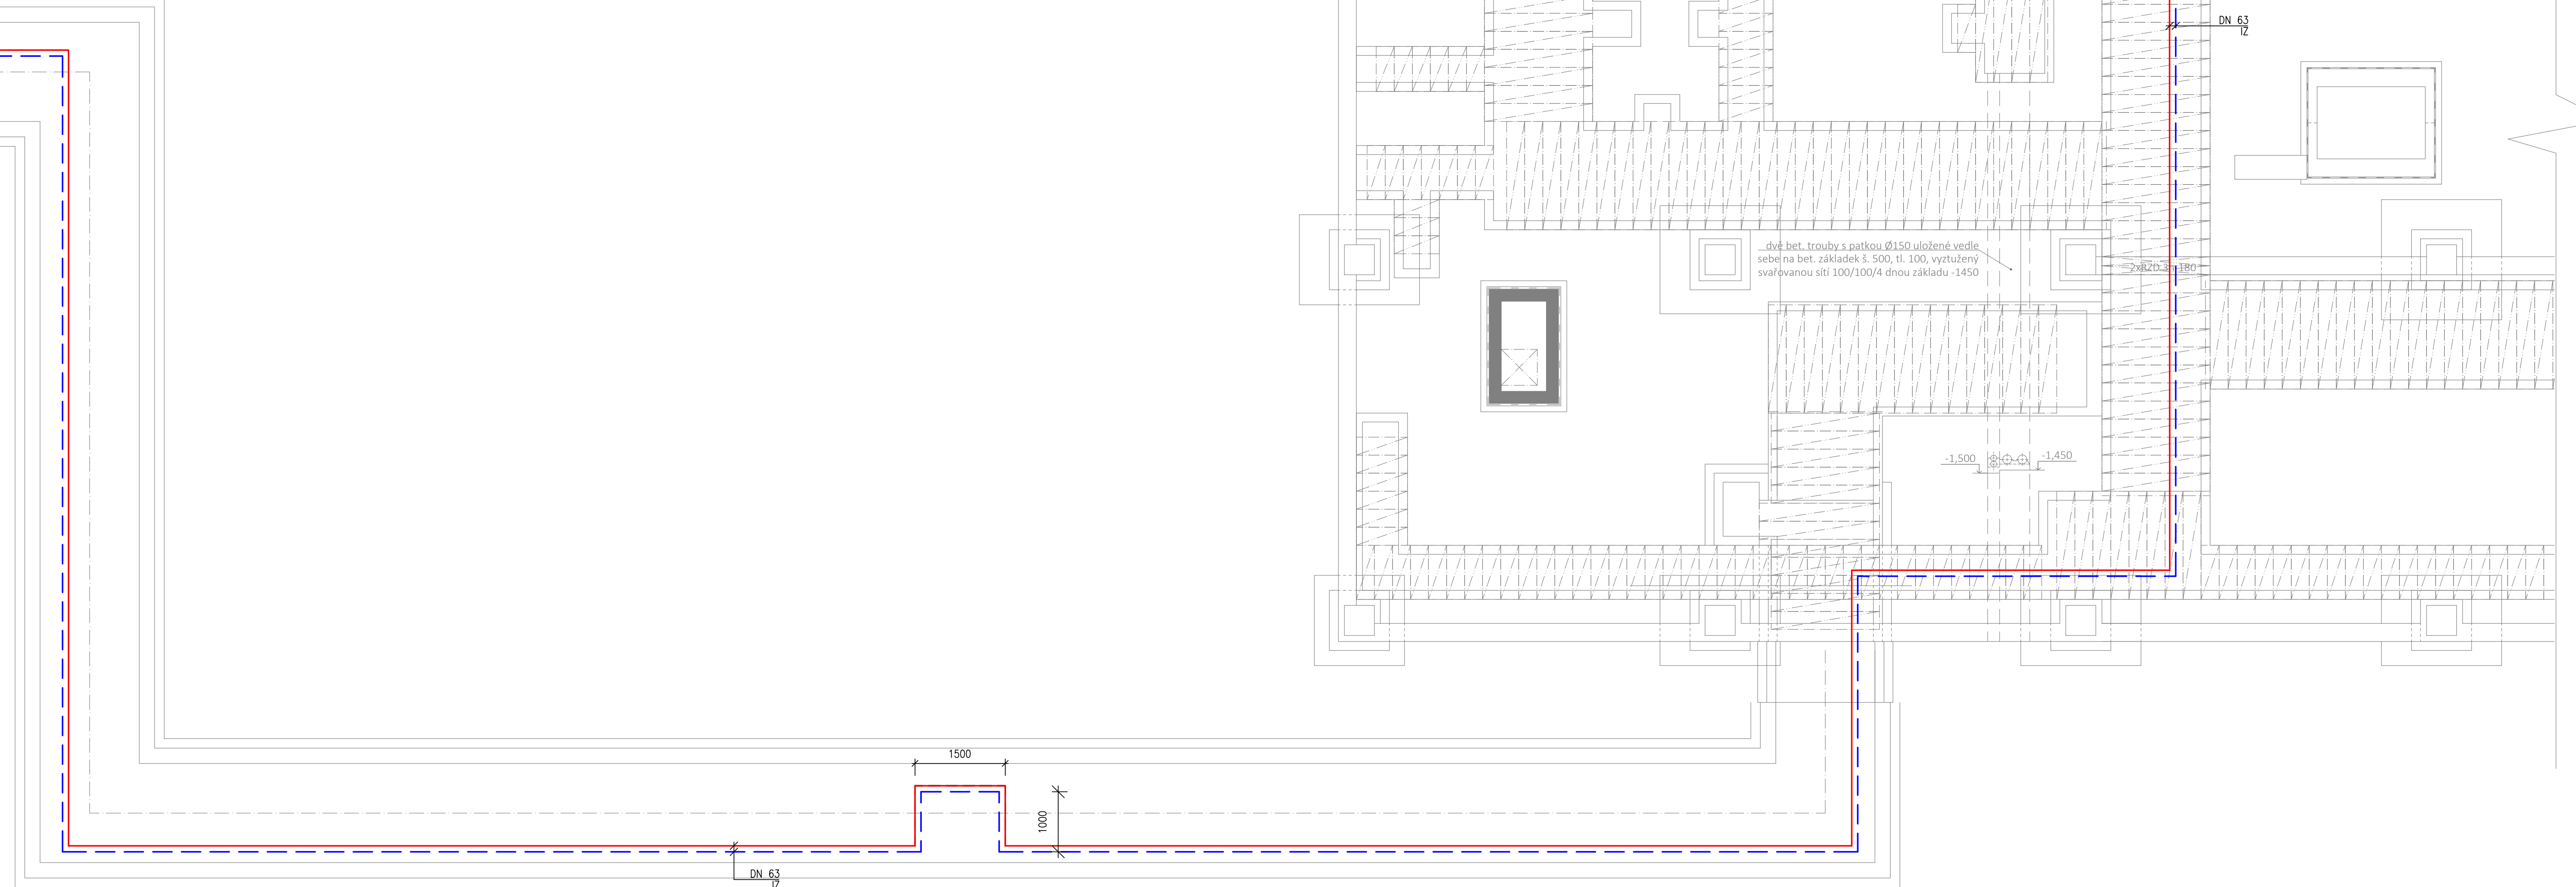 DN 63
IZ
dvě bet. trouby s patkou Ø150 uložené vedle
sebe na bet. základek š. 500, tl. 100, vyztužený
svařovanou sítí 100/100/4 dnou základu -1450
-1,500
-1,450
1500
1000
DN 63
IZ